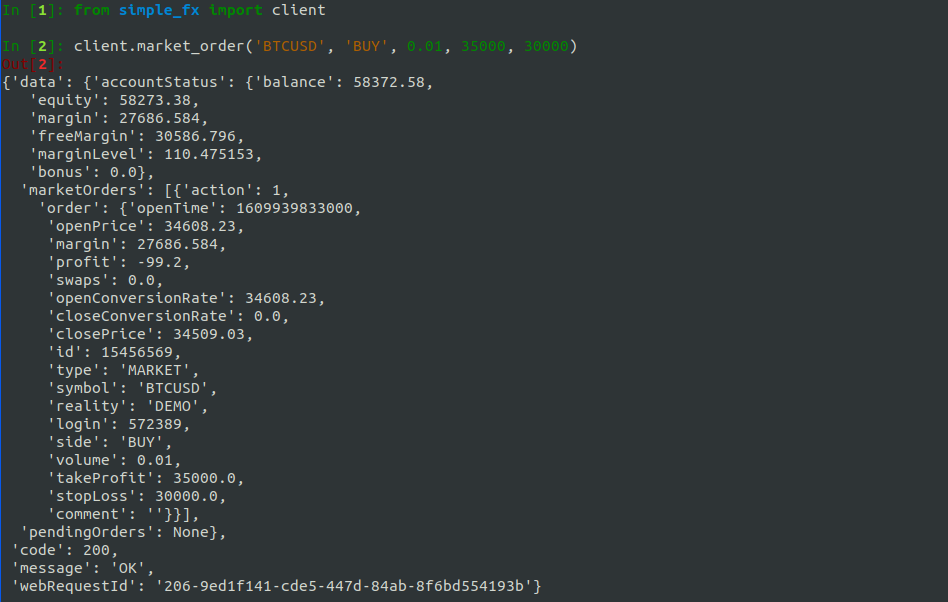 In [1]: from simple_fx import client
In [2]: client.market_order('BTCUSD', 'BUY', 0.01, 35000, 30000)
Out[2]:
{'data': {'accountStatus': {'balance': 58372.58,
'equity': 58273.38,
'margin': 27686.584,
'freeMargin': 30586.796,
'marginLevel': 110.475153,
'bonus': 0.0},
'marketOrders': [{'action': 1,
'order': {'openTime': 1609939833000,
'openPrice': 34608.23,
'margin': 27686.584,
'profit': -99.2,
'swaps': 0.0,
'openConversionRate': 34608.23,
'closeConversionRate': 0.0,
'closePrice': 34509.03,
'id': 15456569,
'type': 'MARKET',
'symbol': 'BTCUSD',
'reality': 'DEMO',
'login': 572389,
'side': 'BUY',
'volume': 0.01,
'takeProfit': 35000.0,
'stopLoss': 30000.0,
'comment': ''}}],
'pendingOrders': None},
'code': 200,
'message': 'OK',
'webRequestId': '206-9ed1f141-cde5-447d-84ab-8f6bd554193b'}